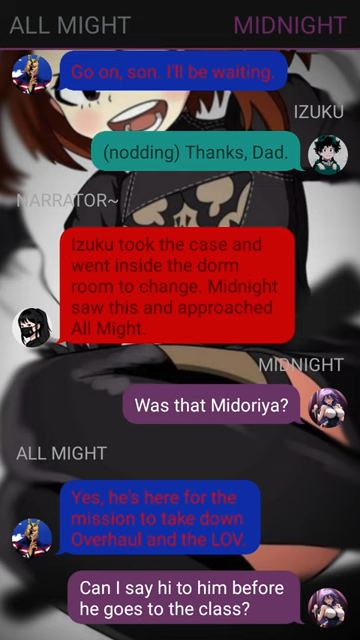 ALL MIGHT MIDNIGHT
Go on, son. I'll be waiting.
IZUKU
(nodding) Thanks, Dad.
NARRATOR~
Izuku took the case and
went inside the dorm
room to change. Midnight
saw this and approached
All Might.
MIDNIGHT
Was that Midoriya?
ALL MIGHT
Yes, he's here for the
mission to take down
Overhaul and the LOV.
Can I say hi to him before
he goes to the class?